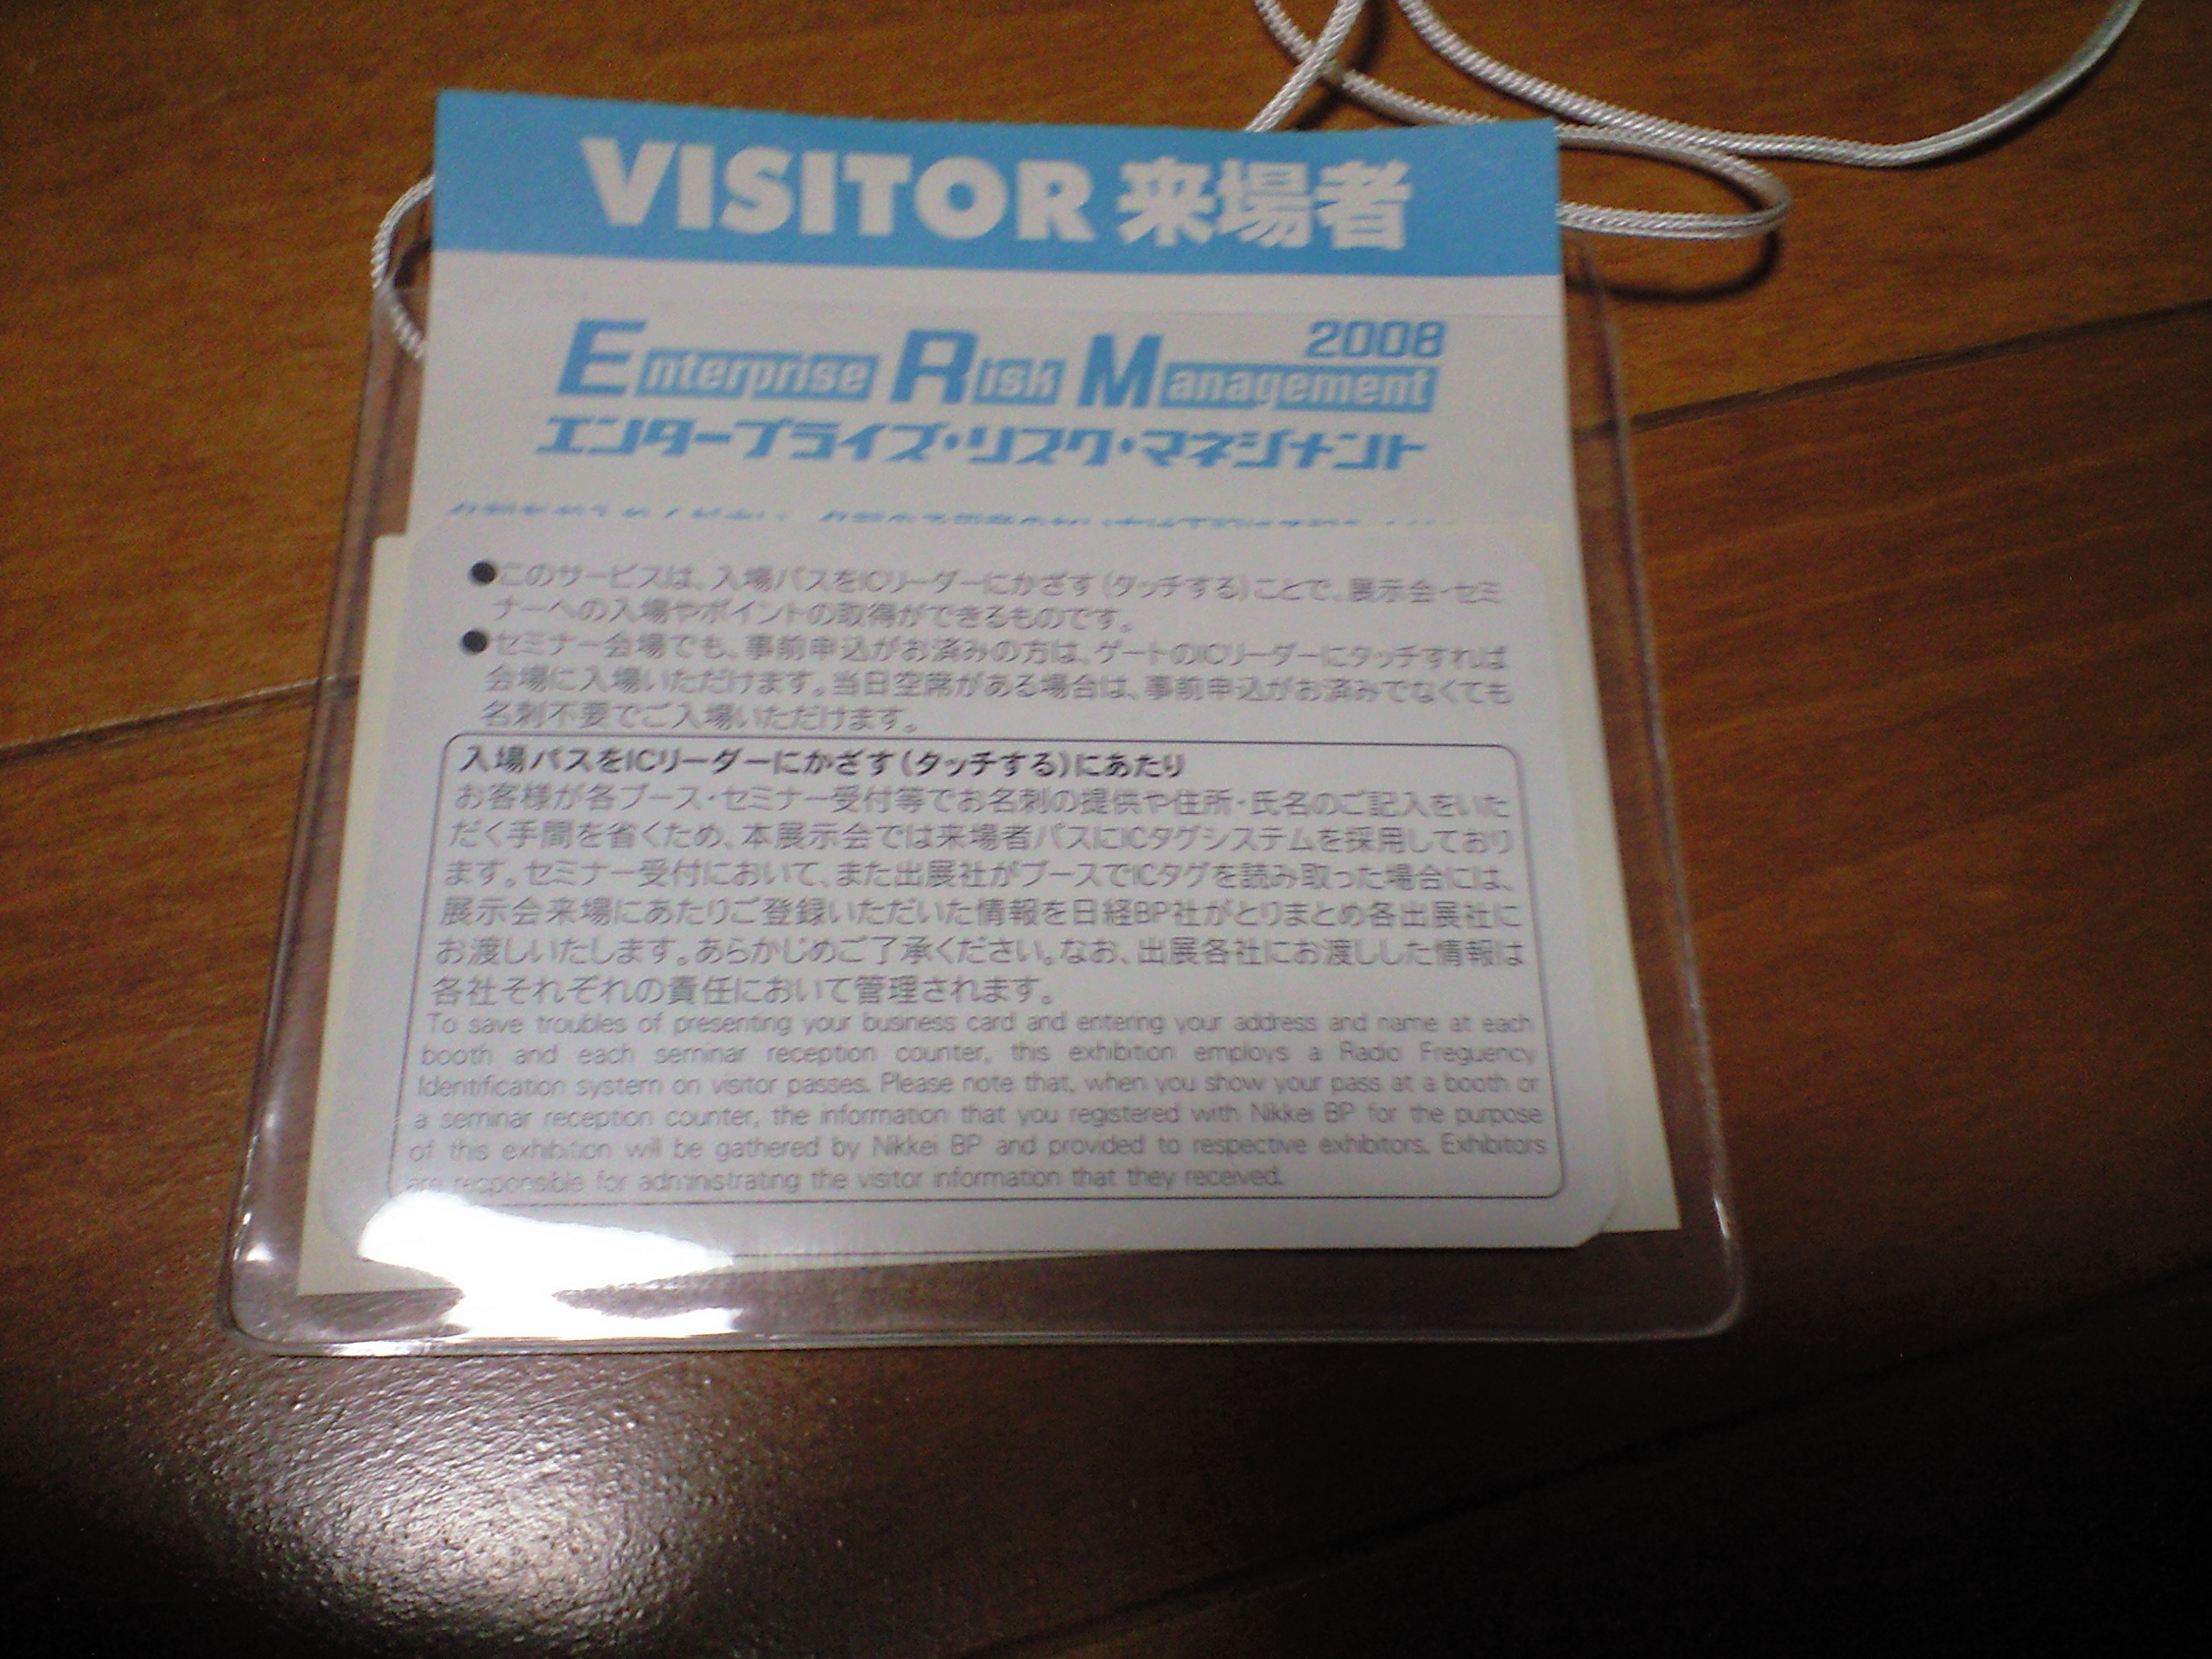 VISITOR 来場者
2008
Enterprise Risk Management
エンタープライズ・リスク・マネジメント
●このサービスは、入場パスをICリーダーにかざす(タッチする)ことで、展示会・セミ
ナーへの入場やポイントの取得ができるものです。
●セミナー会場でも、事前申込がお済みの方は、ゲートのICリーダーにタッチすれば
会場に入場いただけます。当日空席がある場合は、事前申込がお済みでなくても
名刺不要でご入場いただけます。
入場パスをICリーダーにかざす(タッチする)にあたり
お客様が各ブース・セミナー受付等でお名刺の提供や住所・氏名のご記入をいた
だく手間を省くため、本展示会では来場者パスにICタグシステムを採用しており
ます。セミナー受付において、また出展社がブースでICタグを読み取った場合には、
展示会来場にあたりご登録いただいた情報を日経BP社がとりまとめ各出展社に
お渡しいたします。あらかじめご了承ください。なお、出展各社にお渡しした情報は
各社それぞれの責任において管理されます。
To save troubles of presenting your business card and entering your address and name at each
booth and each seminar reception counter, this exhibition employs a Radio Freguency
Identification system on visitor passes. Please note that, when you show your pass at a booth or
a seminar reception counter, the information that you registered with Nikkei BP for the purpose
of this exhibition will be gathered by Nikkei BP and provided to respective exhibitors. Exhibitors
are responsible for administrating the visitor information that they received.